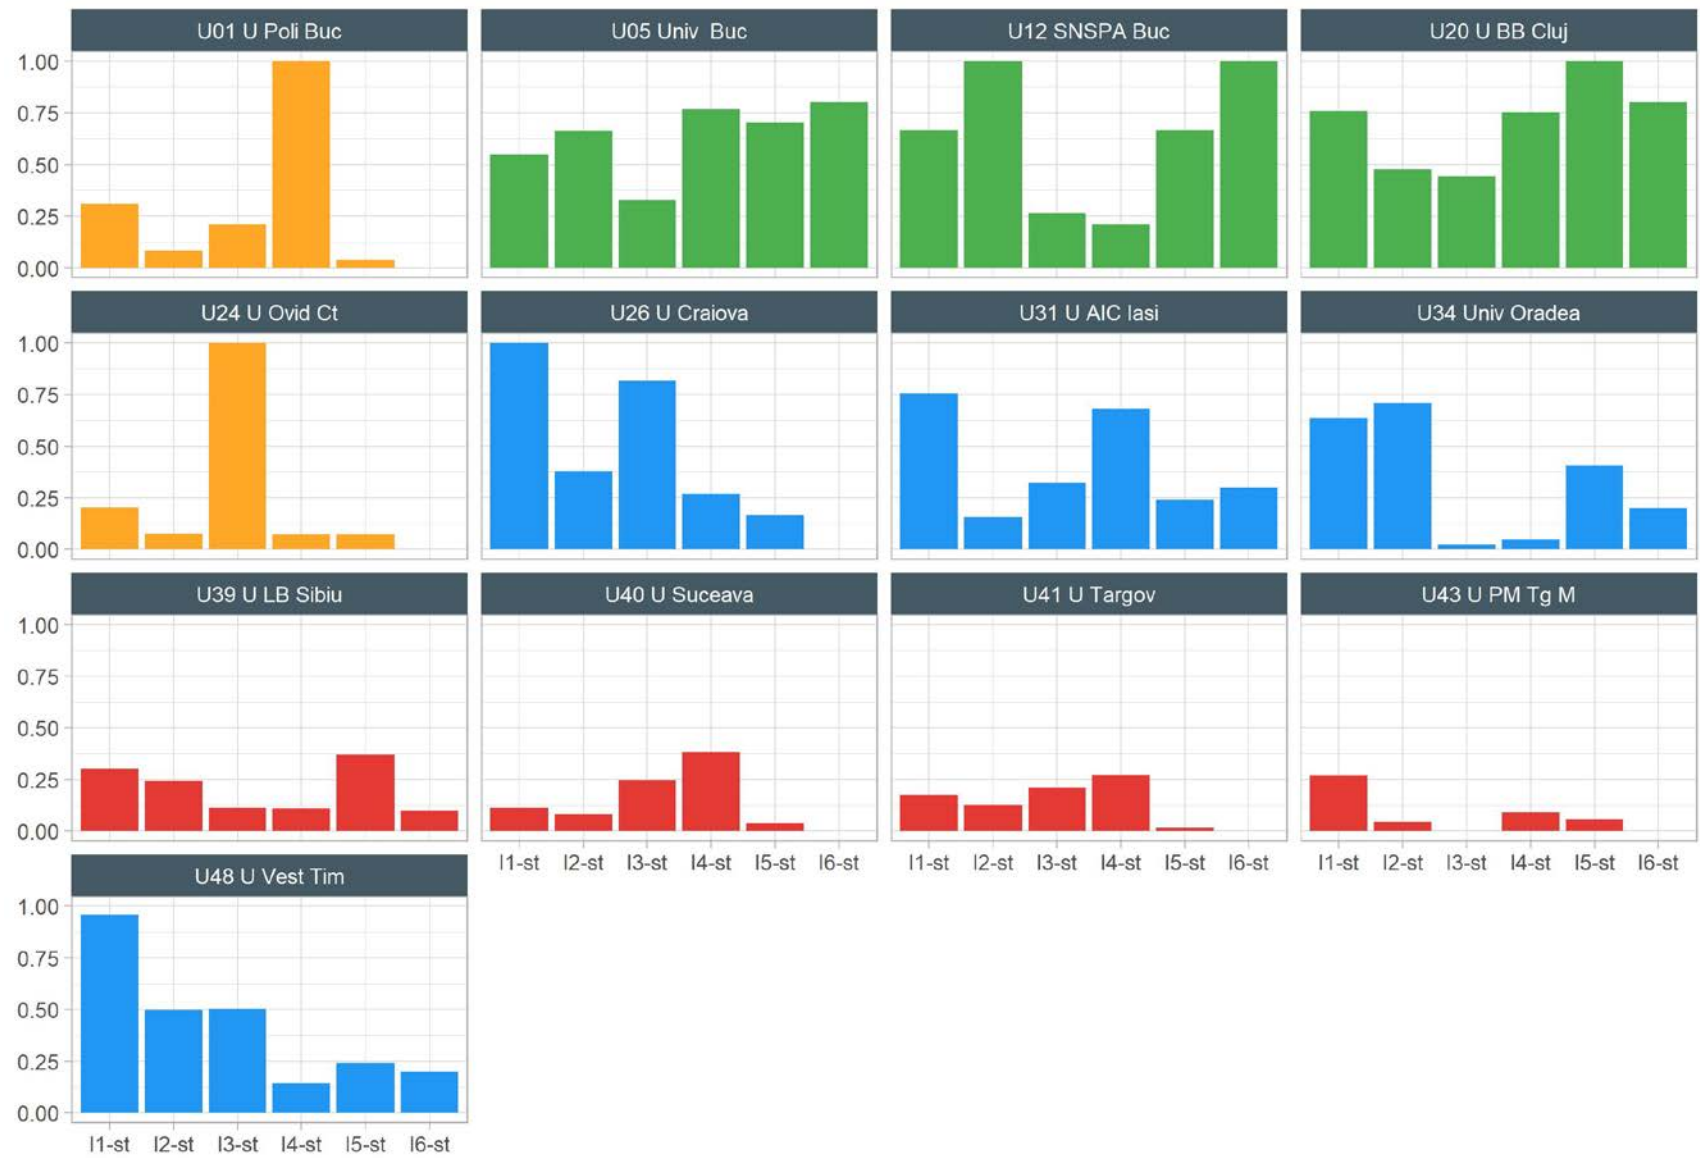 U01 U Poli Buc
U05 Univ  Buc
U12 SNSPA Buc
U20 U BB Cluj
1.00
0.75
0.50
0.25
0.00
U24 U Ovid Ct
U26 U Craiova
U31 U AIC Iasi
U34 Univ Oradea
1.00
0.75
0.50
0.25
0.00
U39 U LB Sibiu
U40 U Suceava
U41 U Targov
U43 U PM Tg M
1.00
0.75
0.50
0.25
0.00
I1-st I2-st I3-st I4-st I5-st I6-st
I1-st I2-st I3-st I4-st I5-st I6-st
I1-st I2-st I3-st I4-st I5-st I6-st
U48 U Vest Tim
1.00
0.75
0.50
0.25
0.00
I1-st I2-st I3-st I4-st I5-st I6-st